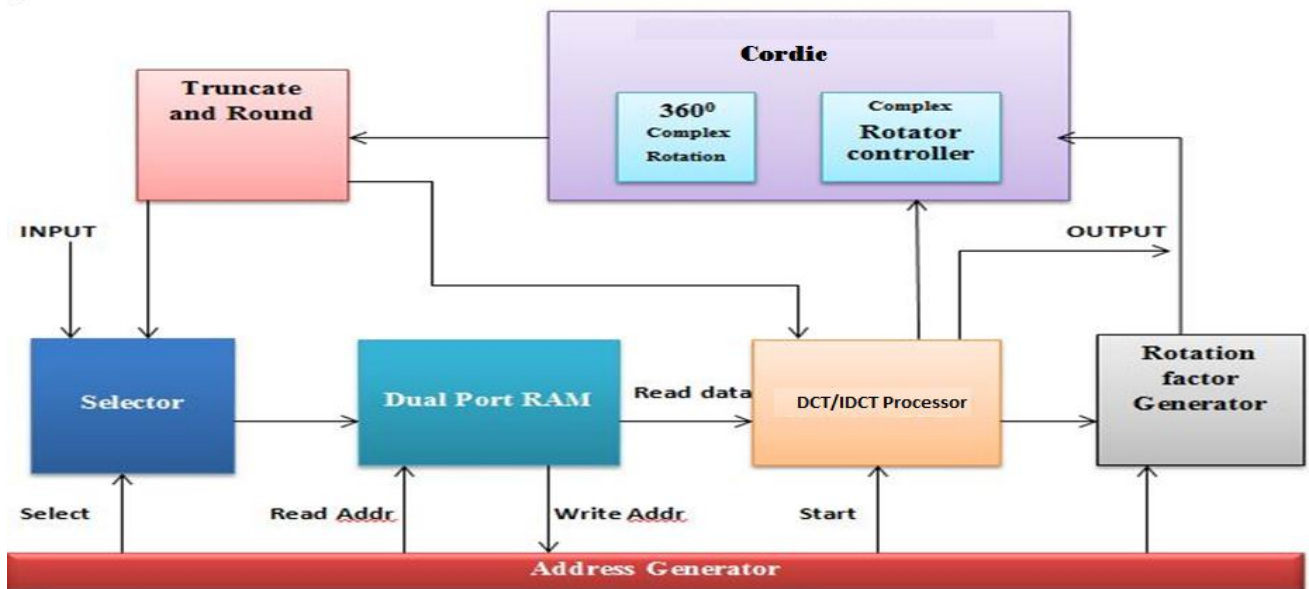 Cordic
Truncate
and Round
360⁰
Complex
Rotation
Complex
Rotator
controller
INPUT
OUTPUT
Selector
Dual Port RAM
Read data
DCT/IDCT Processor
Rotation
factor
Generator
Select
Read Addr
Write Addr
Start
Address Generator